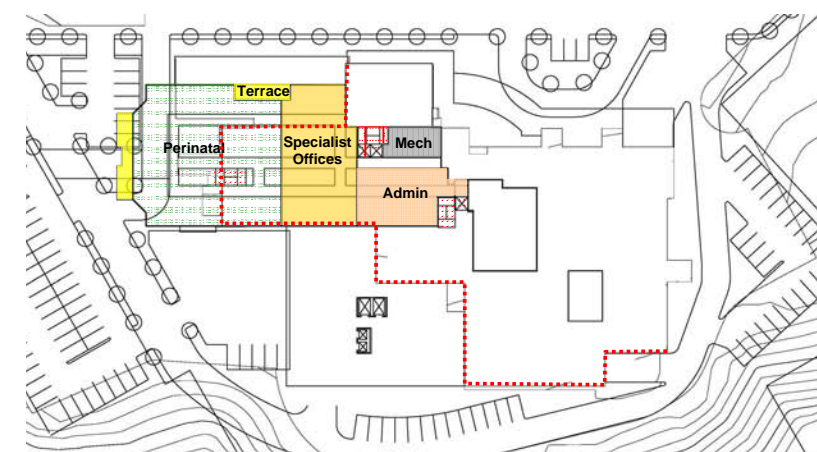 Terrace
Perinatal
Specialist
Offices
Mech
Admin